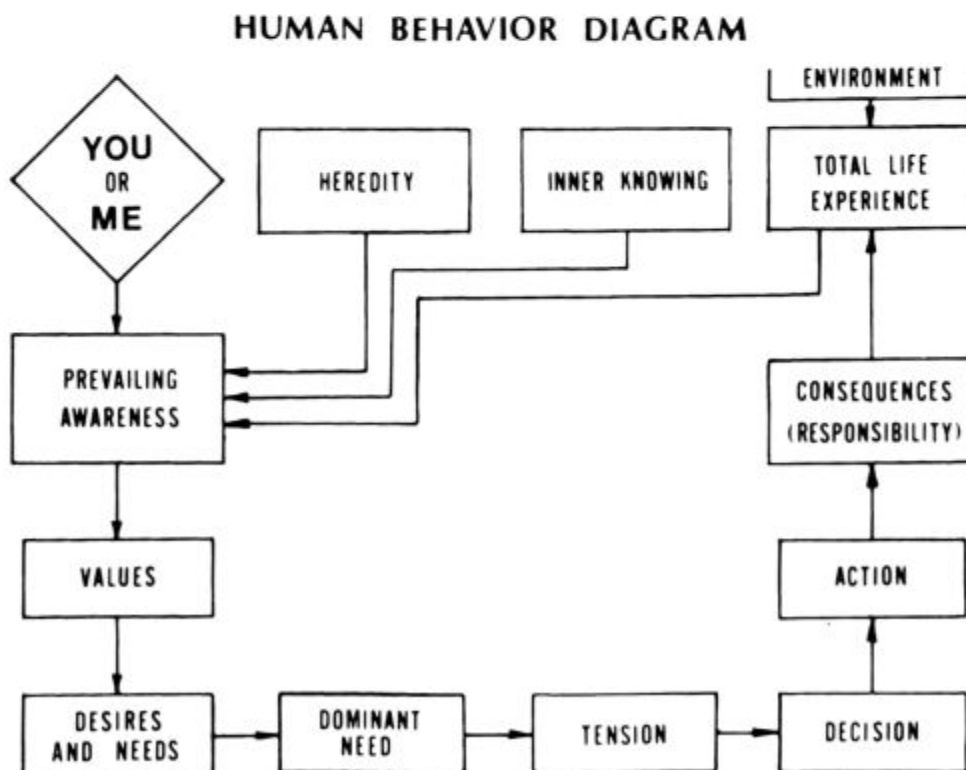 HUMAN BEHAVIOR DIAGRAM
YOU
OR
ME
HEREDITY
INNER KNOWING
ENVIRONMENT
TOTAL LIFE
EXPERIENCE
PREVAILING
AWARENESS
CONSEQUENCES
(RESPONSIBILITY)
VALUES
ACTION
DESIRES
AND NEEDS
DOMINANT
NEED
TENSION
DECISION